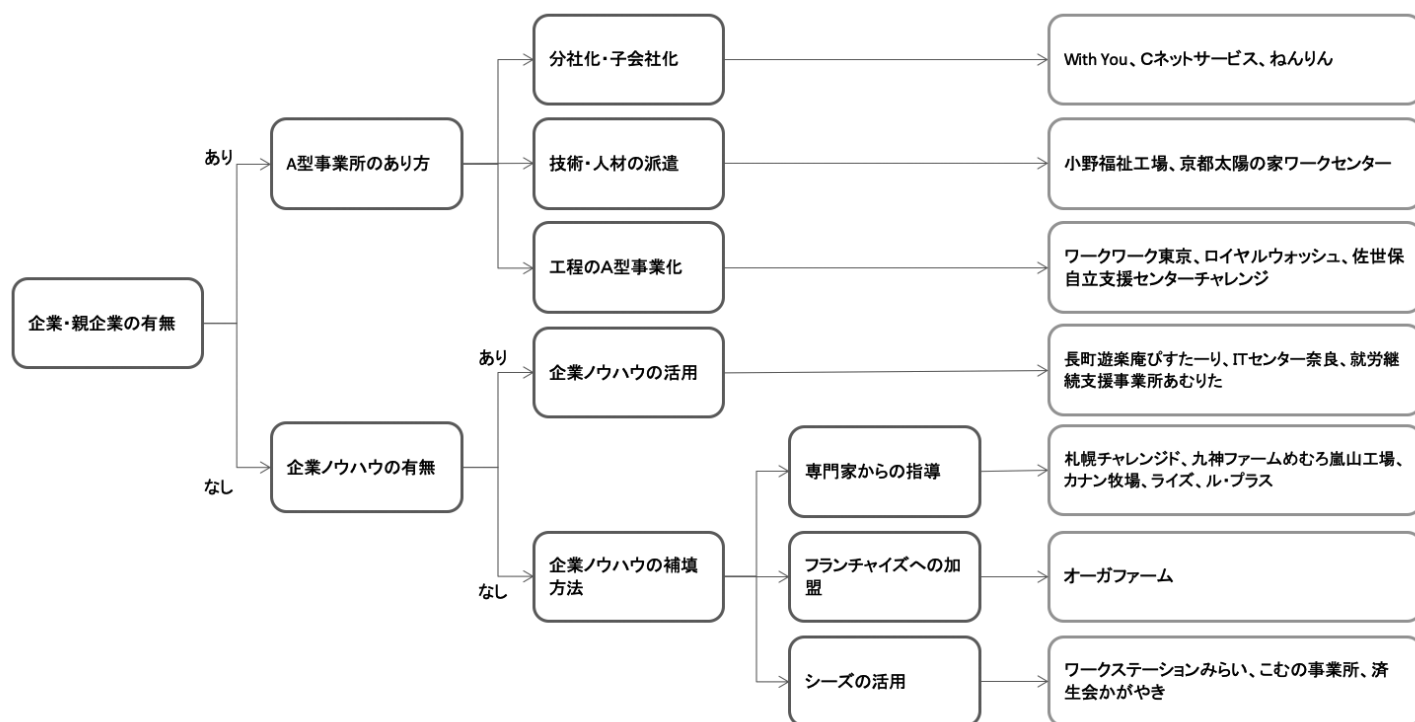 分社化・子会社化
With You、Cネットサービス、ねんりん
あり
A型事業所のあり方
技術・人材の派遣
小野福祉工場、京都太陽の家ワークセンター
工程のA型事業化
ワークワーク東京、ロイヤルウォッシュ、佐世保
自立支援センターチャレンジ
企業・親企業の有無
あり
企業ノウハウの活用
長町遊楽庵びすたーり、ITセンター奈良、就労継
続支援事業所あむりた
なし
企業ノウハウの有無
専門家からの指導
札幌チャレンジド、九神ファームめむろ嵐山工場、
カナン牧場、ライズ、ル・プラス
なし
企業ノウハウの補填
方法
フランチャイズへの加
盟
オーガファーム
シーズの活用
ワークステーションみらい、こむの事業所、済
生会かがやき